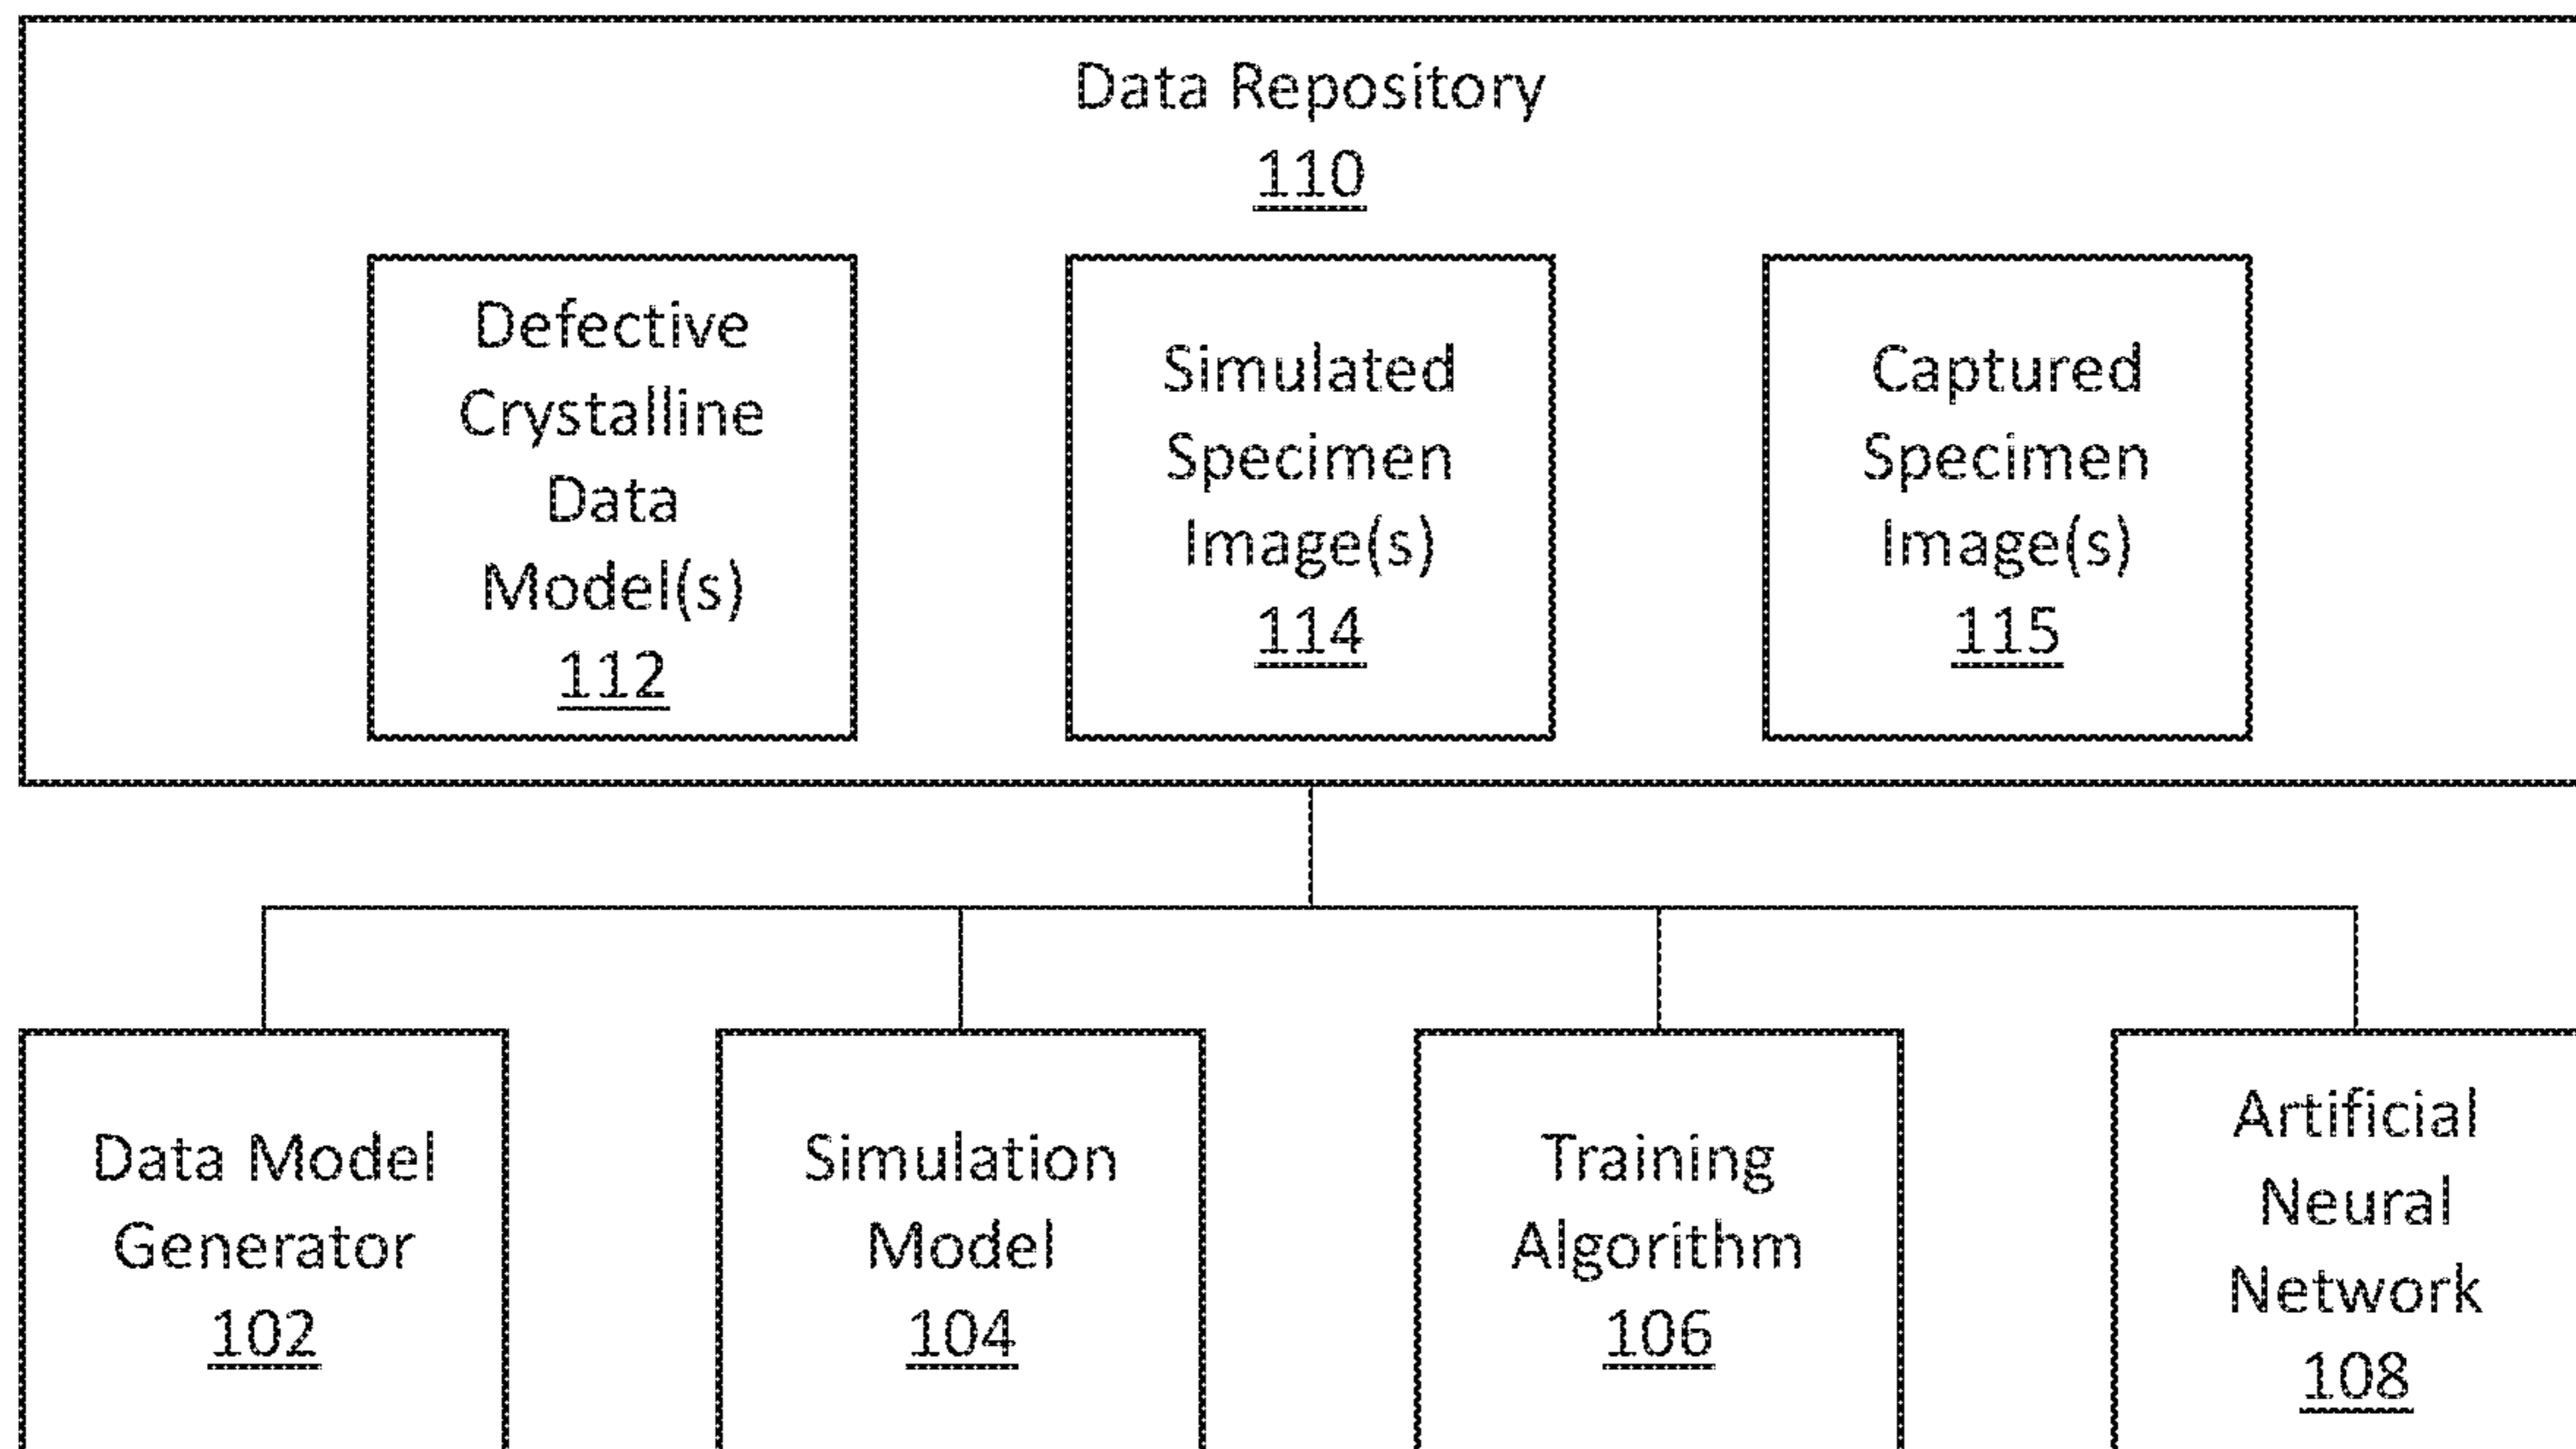 Data Repository
110
Defective
Crystalline
Data
Model(s)
112
Simulated
Specimen
Image(s)
114
Captured
Specimen
Image(s)
115
Data Model
Generator
102
Simulation
Model
104
Training
Algorithm
106
Artificial
Neural
Network
108